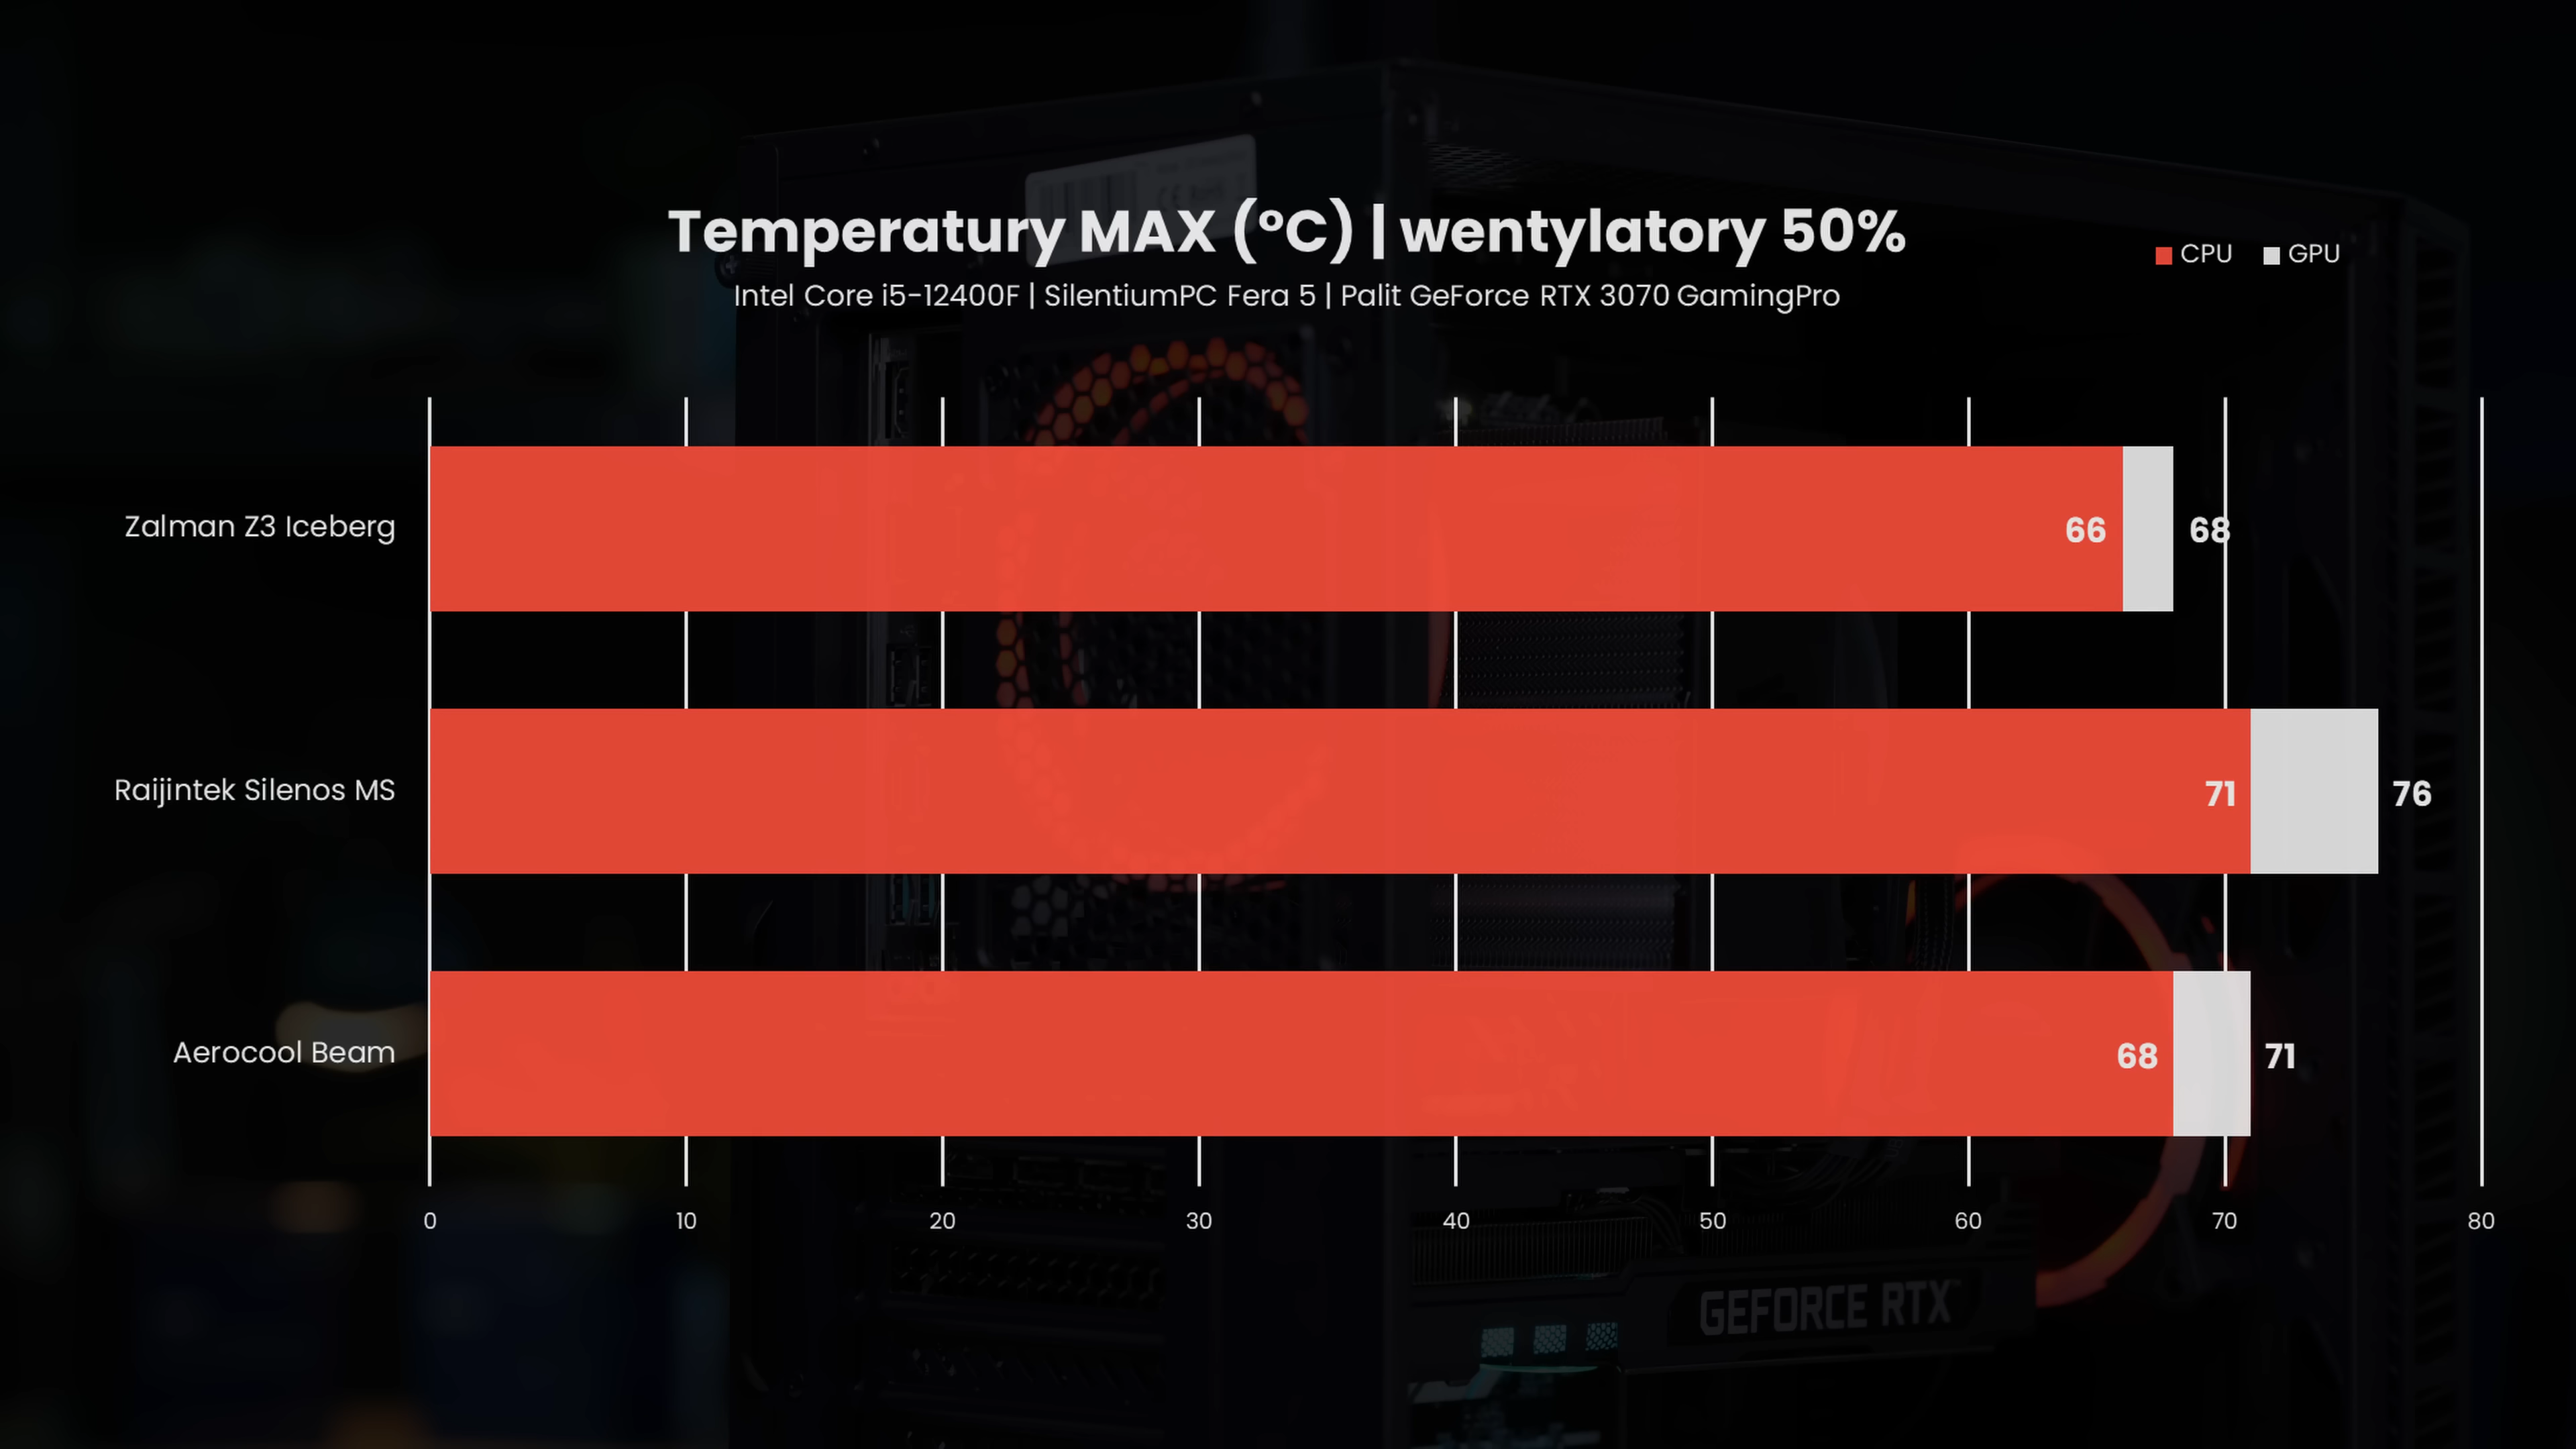 Temperatury MAX (°C) | wentylatory 50%
CPU GPU
Intel Core i5-12400F | SilentiumPC Fera 5 | Palit GeForce RTX 3070 GamingPro
Zalman Z3 Iceberg 66 68
Raijintek Silenos MS 71 76
Aerocool Beam 68 71
0 10 20 30 40 50 60 70 80
GEFORCE RTX